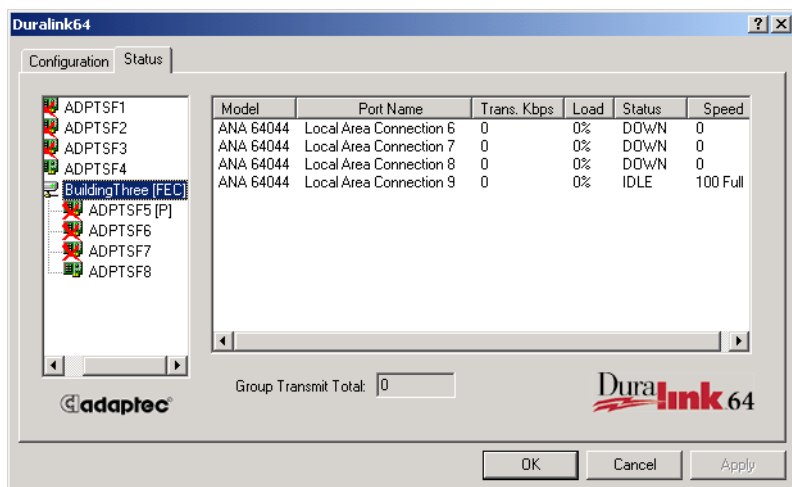 Duralink64
Configuration Status
ADPTSF1
ADPTSF2
ADPTSF3
ADPTSF4
BuildingThree [FEC]
ADPTSF5 [P]
ADPTSF6
ADPTSF7
ADPTSF8
Model Port Name Trans. Kbps Load Status Speed
ANA 64044 Local Area Connection 6 0 0% DOWN 0
ANA 64044 Local Area Connection 7 0 0% DOWN 0
ANA 64044 Local Area Connection 8 0 0% DOWN 0
ANA 64044 Local Area Connection 9 0 0% IDLE 100 Full
Group Transmit Total: 0
adaptec®
Duralink64
OK Cancel Apply